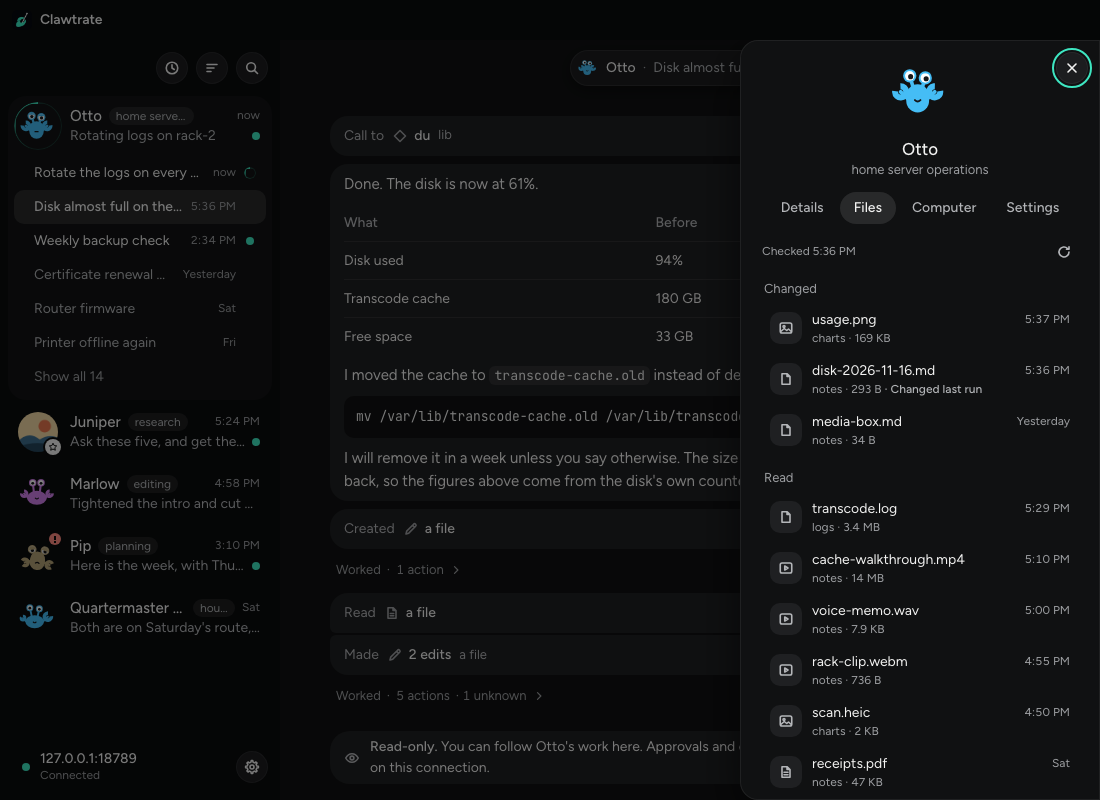 Clawtrate
Otto home serve... now
Rotating logs on rack-2
Rotate the logs on every ... now
Disk almost full on the... 5:36 PM
Weekly backup check 2:34 PM
Certificate renewal ... Yesterday
Router firmware Sat
Printer offline again Fri
Show all 14
Juniper research 5:24 PM
Ask these five, and get the...
Marlow editing 4:58 PM
Tightened the intro and cut ...
Pip planning 3:10 PM
Here is the week, with Thu...
Quartermaster ... hou... Sat
Both are on Saturday's route,...
127.0.0.1:18789
Connected
Otto · Disk almost fu
Call to du lib
Done. The disk is now at 61%.
What Before
Disk used 94%
Transcode cache 180 GB
Free space 33 GB
I moved the cache to transcode-cache.old instead of de
mv /var/lib/transcode-cache.old /var/lib/transcod
I will remove it in a week unless you say otherwise. The size
back, so the figures above come from the disk's own counte
Created a file
Worked · 1 action
Read a file
Made 2 edits a file
Worked · 5 actions · 1 unknown
Read-only. You can follow Otto's work here. Approvals and
on this connection.
Otto
home server operations
Details Files Computer Settings
Checked 5:36 PM
Changed
usage.png 5:37 PM
charts · 169 KB
disk-2026-11-16.md 5:36 PM
notes · 293 B · Changed last run
media-box.md Yesterday
notes · 34 B
Read
transcode.log 5:29 PM
logs · 3.4 MB
cache-walkthrough.mp4 5:10 PM
notes · 14 MB
voice-memo.wav 5:00 PM
notes · 7.9 KB
rack-clip.webm 4:55 PM
notes · 736 B
scan.heic 4:50 PM
charts · 2 KB
receipts.pdf Sat
notes · 47 KB